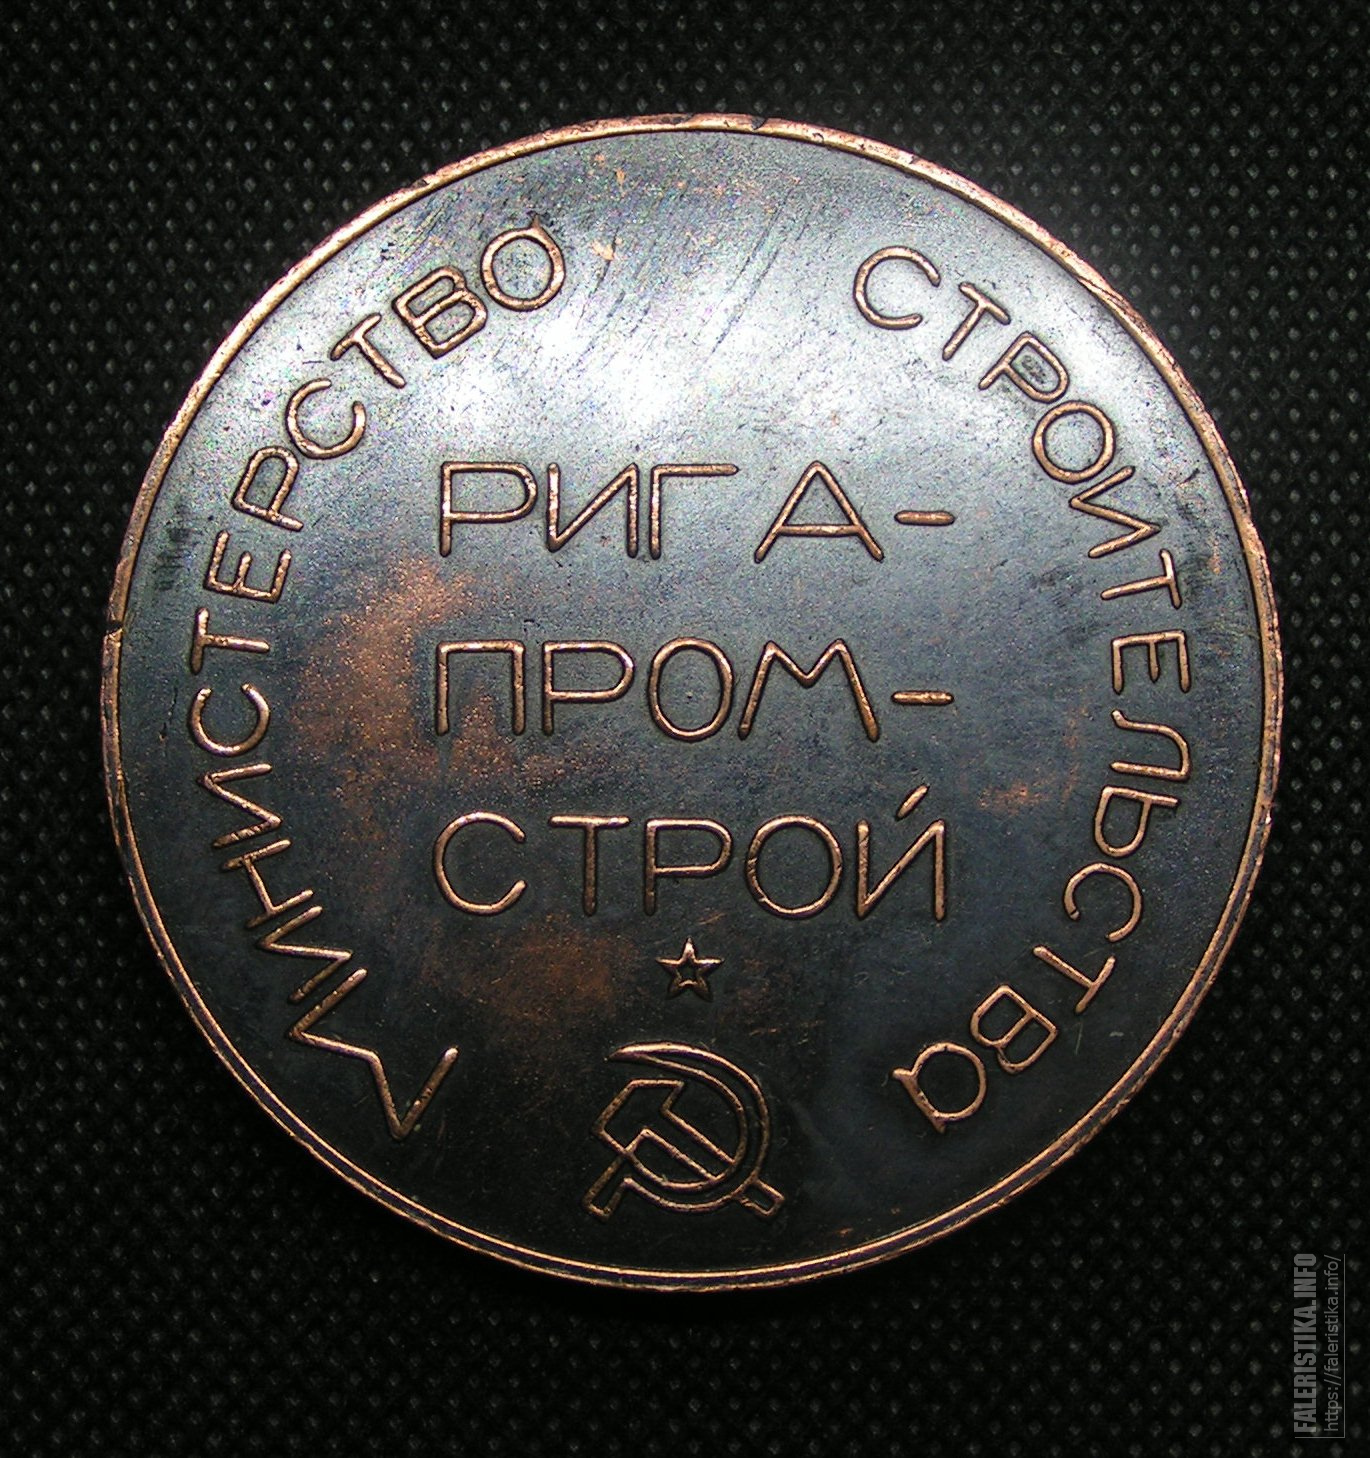 МИНИСТЕРСТВО СТРОИТЕЛЬСТВА
РИГА-
ПРОМ-
СТРОЙ
FALERISTIKA.INFO
https://faleristika.info/